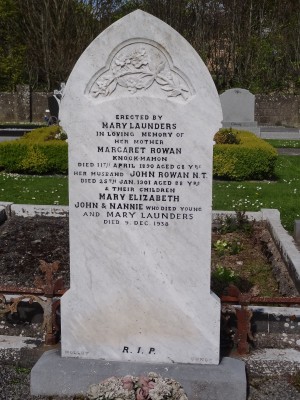 ERECTED BY
MARY LAUNDERS
IN LOVING MEMORY OF
HER MOTHER
MARGARET ROWAN
KNOCKMAHON
DIED 11TH APRIL 1890 AGED 68 YRS
HER HUSBAND JOHN ROWAN N.T.
DIED 25TH JAN. 1901 AGED 86 YRS
& THEIR CHILDREN
MARY ELIZABETH
JOHN & NANNIE WHO DIED YOUNG
AND MARY LAUNDERS
DIED 9. DEC. 1938
R.I.P.